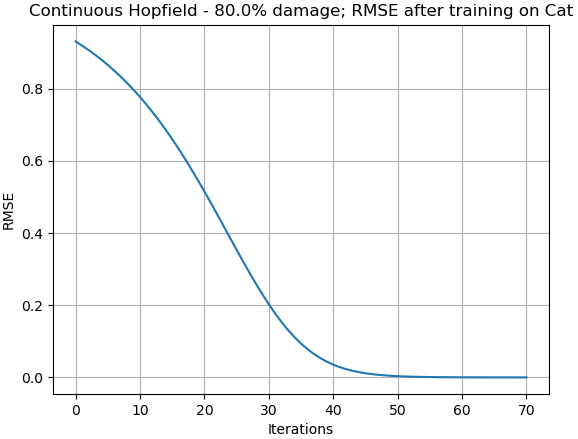 Continuous Hopfield - 80.0% damage; RMSE after training on Cat
0.8
0.6
0.4
0.2
0.0
RMSE
0 10 20 30 40 50 60 70
Iterations